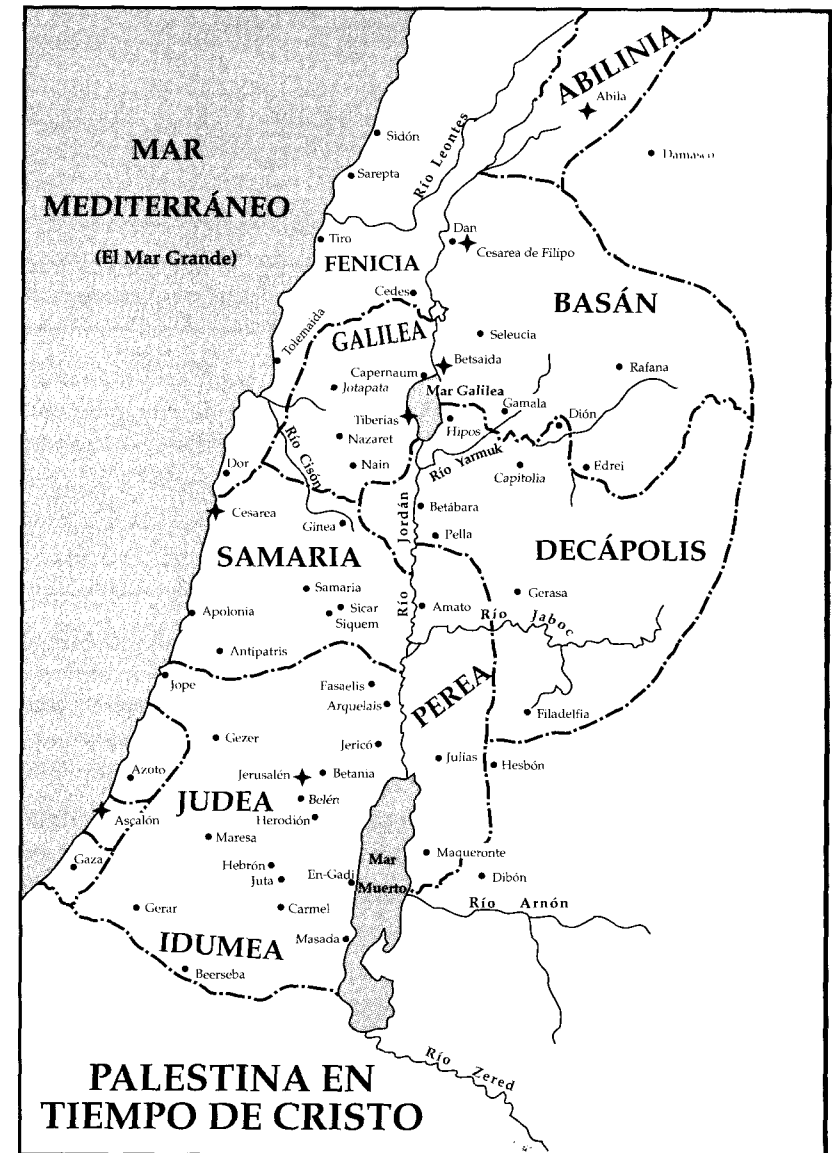 ABILINIA
Abila
Sidón
Damasco
MAR
MEDITERRÁNEO
(El Mar Grande)
Río Leontes
Sarepta
Tiro
Dan
Cesarea de Filipo
FENICIA
Cedes
BASÁN
Tolemaida
GALILEA
Seleucia
Betsaida
Capernaum
Rafana
Jotapata
Mar Galilea
Tiberías
Gamala
Hipos
Dión
Río Cisón
Nazaret
Río Yarmuk
Dor
Nain
Capitolia
Edrei
Cesarea
Betábara
Ginea
Río Jordán
Pella
SAMARIA
DECÁPOLIS
Samaria
Gerasa
Apolonia
Sicar
Siquem
Amato
Río Jaboc
Antipatris
Jope
Fasaelis
PEREA
Arquelais
Filadelfia
Gezer
Jericó
Julias
Hesbón
Azoto
Jerusalén
Betania
JUDEA
Belén
Ascalón
Herodión
Maresa
Mar
Muerto
Maqueronte
Gaza
Hebrón
Juta
En-Gadi
Dibón
Gerar
Carmel
Río Arnón
IDUMEA
Masada
Beerseba
Río Zered
PALESTINA EN
TIEMPO DE CRISTO